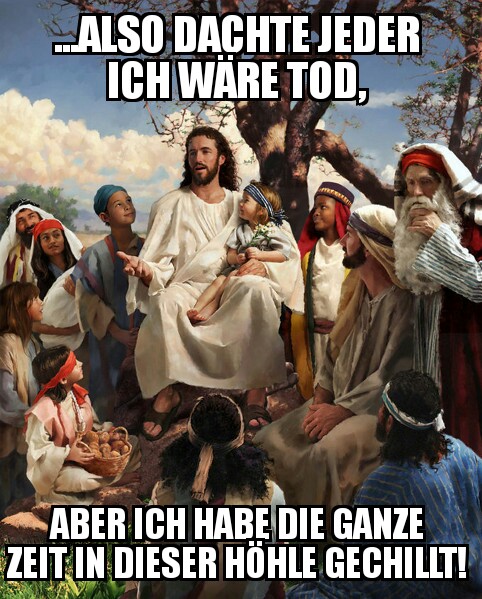 ...ALSO DACHTE JEDER
ICH WÄRE TOD,
ABER ICH HABE DIE GANZE
ZEIT IN DIESER HÖHLE GECHILLT!